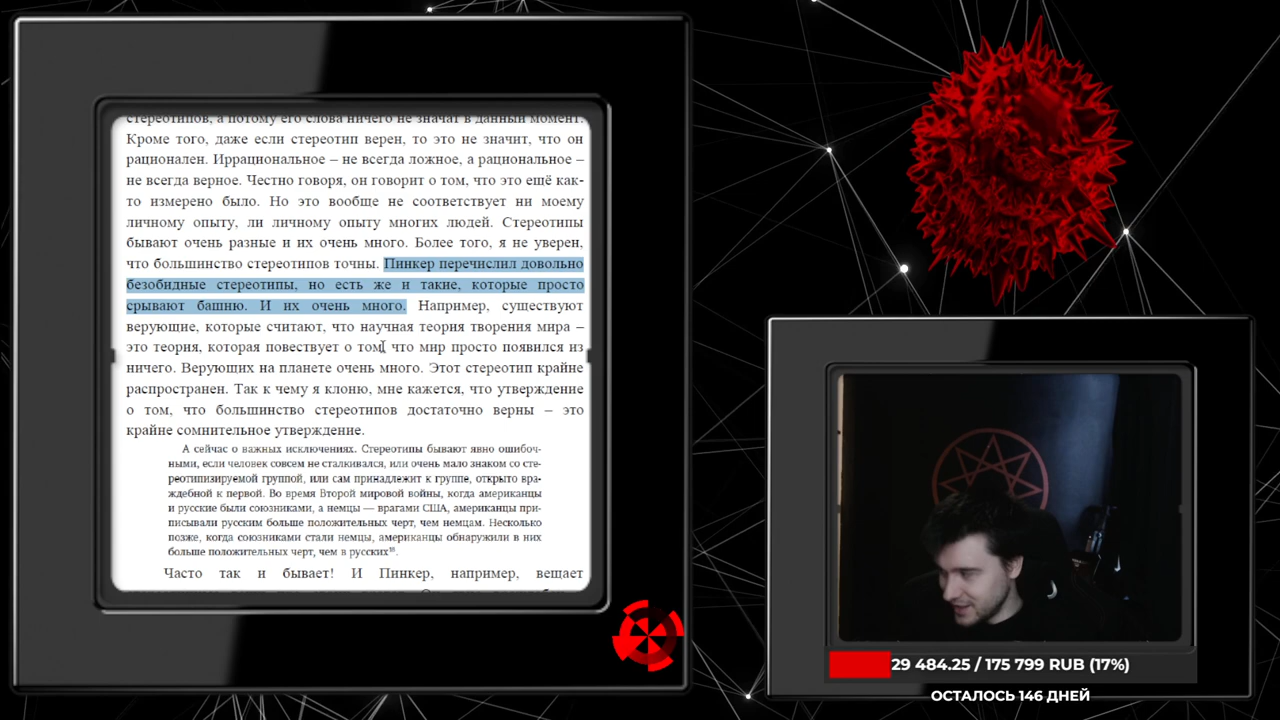 стереотипов, а потому его слова ничего не значат в данный момент.
Кроме того, даже если стереотип верен, то это не значит, что он
рационален. Иррациональное – не всегда ложное, а рациональное –
не всегда верное. Честно говоря, он говорит о том, что это ещё как-
то измерено было. Но это вообще не соответствует ни моему
личному опыту, ли личному опыту многих людей. Стереотипы
бывают очень разные и их очень много. Более того, я не уверен,
что большинство стереотипов точны. Пинкер перечислил довольно
безобидные стереотипы, но есть же и такие, которые просто
срывают башню. И их очень много. Например, существуют
верующие, которые считают, что научная теория творения мира –
это теория, которая повествует о том, что мир просто появился из
ничего. Верующих на планете очень много. Этот стереотип крайне
распространен. Так к чему я клоню, мне кажется, что утверждение
о том, что большинство стереотипов достаточно верны – это
крайне сомнительное утверждение.
А сейчас о важных исключениях. Стереотипы бывают явно ошибоч-
ными, если человек совсем не сталкивался, или очень мало знаком со сте-
реотипизируемой группой, или сам принадлежит к группе, открыто вра-
ждебной к первой. Во время Второй мировой войны, когда американцы
и русские были союзниками, а немцы — врагами США, американцы при-
писывали русским больше положительных черт, чем немцам. Несколько
позже, когда союзниками стали немцы, американцы обнаружили в них
больше положительных черт, чем в русских
Часто так и бывает! И Пинкер, например, вещает
29 484.25 / 175 799 RUB (17%)
ОСТАЛОСЬ 146 ДНЕЙ